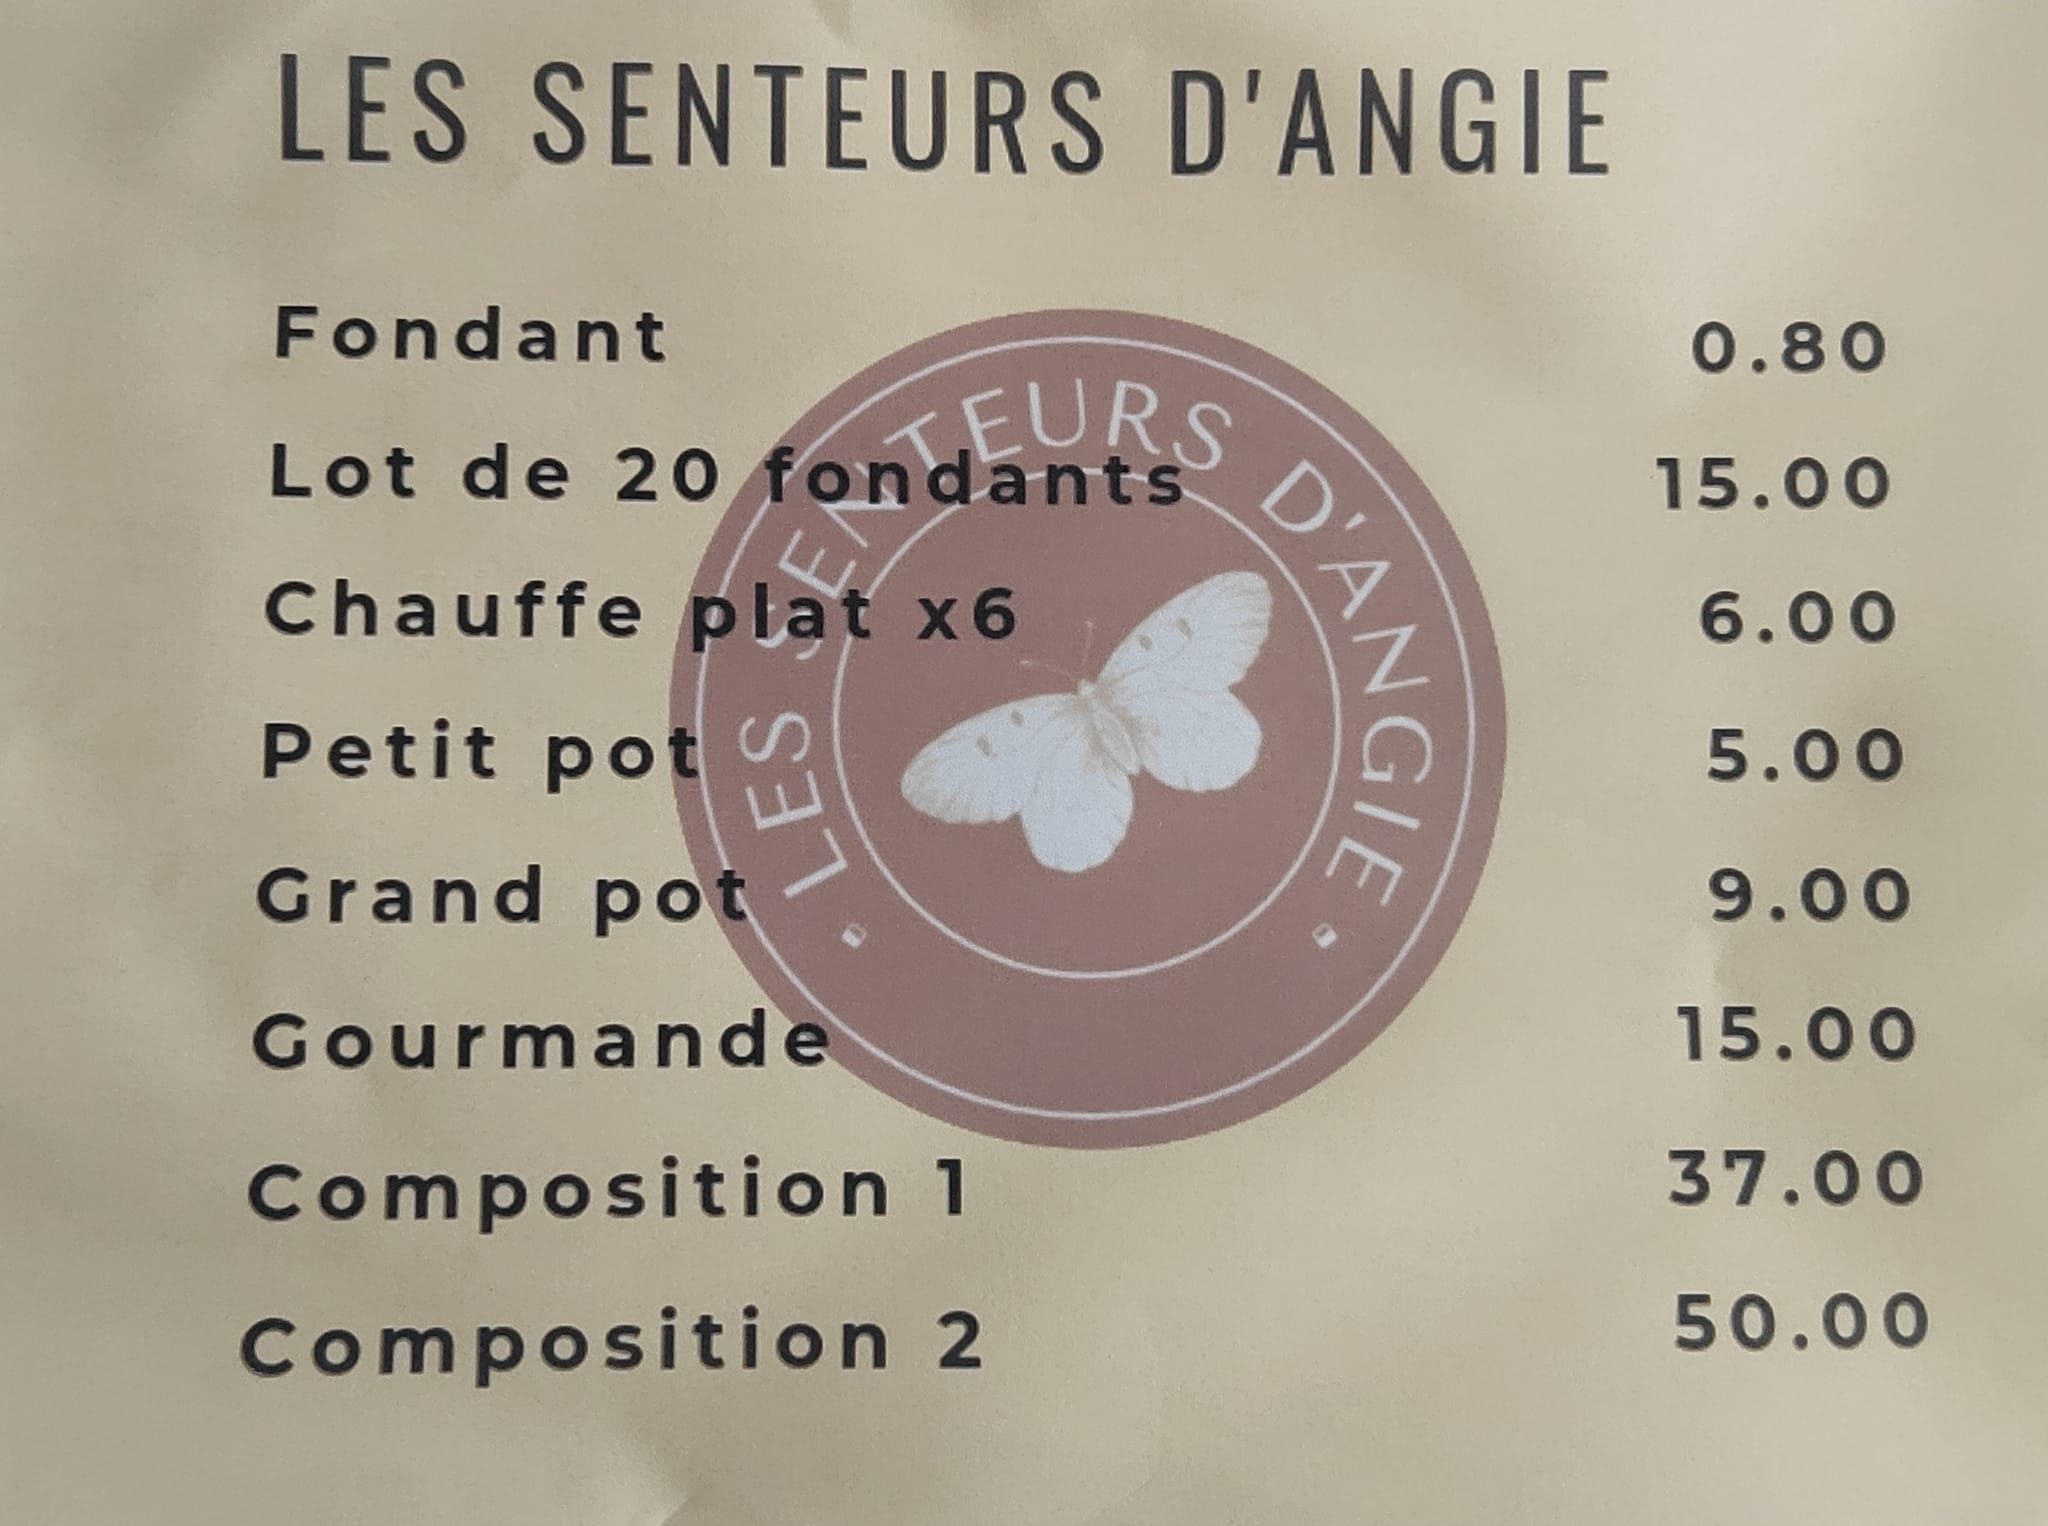 LES SENTEURS D'ANGIE
Fondant 0.80
Lot de 20 fondants 15.00
Chauffe plat x6 6.00
Petit pot 5.00
Grand pot 9.00
Gourmande 15.00
Composition 1 37.00
Composition 2 50.00
LES SENTEURS D'ANGIE